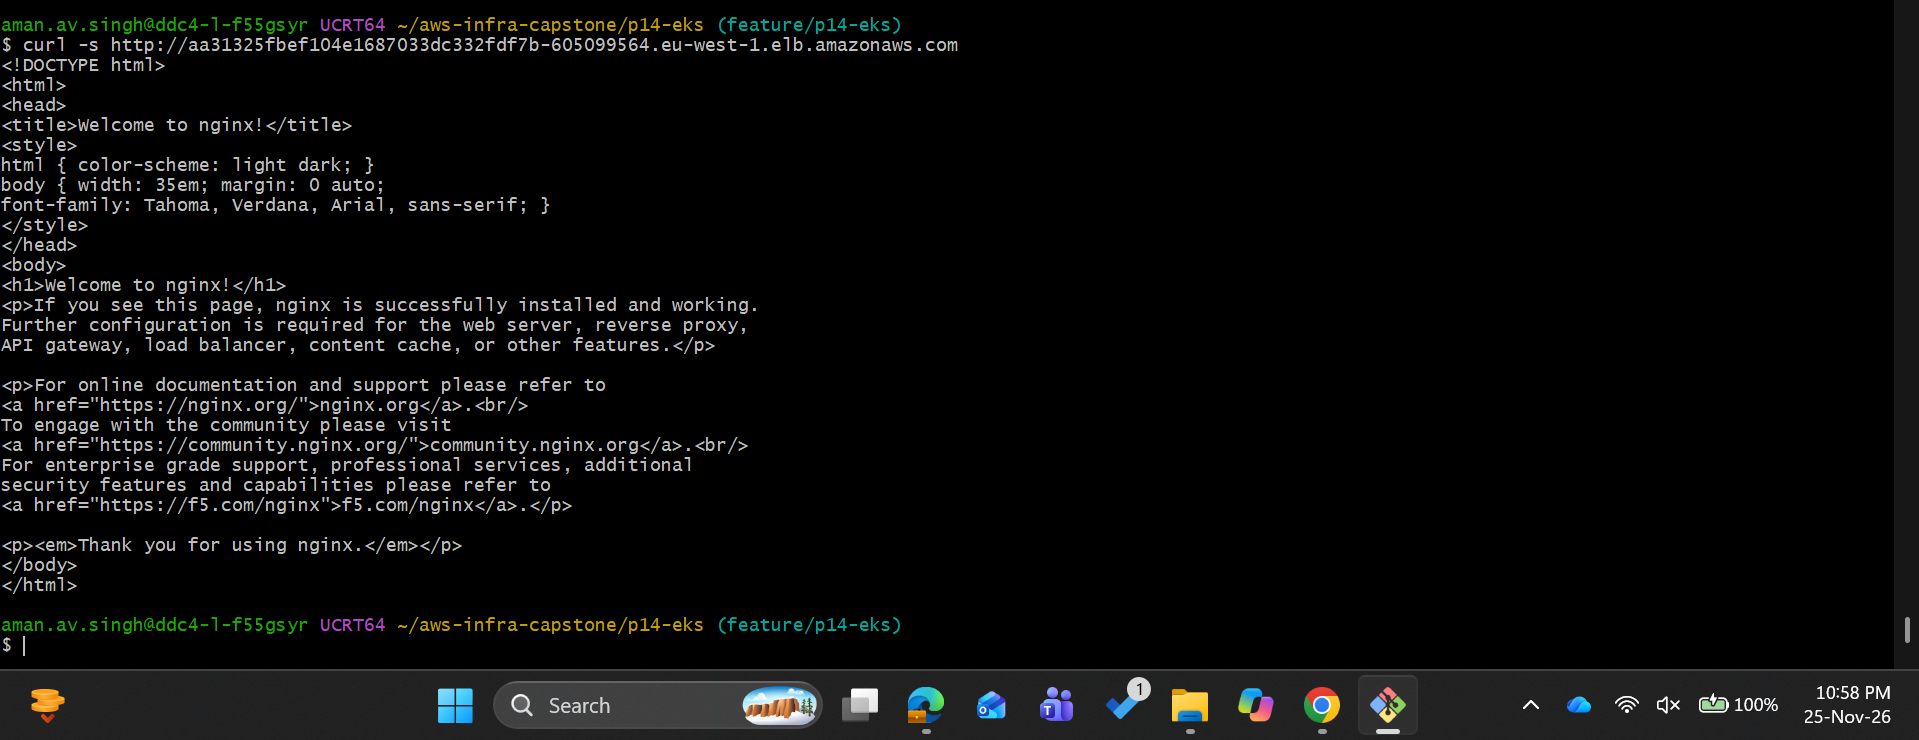 aman.av.singh@ddc4-l-f55gsyr UCRT64 ~/aws-infra-capstone/p14-eks (feature/p14-eks)
$ curl -s http://aa31325fbef104e1687033dc332fdf7b-605099564.eu-west-1.elb.amazonaws.com
<!DOCTYPE html>
<html>
<head>
<title>Welcome to nginx!</title>
<style>
html { color-scheme: light dark; }
body { width: 35em; margin: 0 auto;
font-family: Tahoma, Verdana, Arial, sans-serif; }
</style>
</head>
<body>
<h1>Welcome to nginx!</h1>
<p>If you see this page, nginx is successfully installed and working.
Further configuration is required for the web server, reverse proxy,
API gateway, load balancer, content cache, or other features.</p>

<p>For online documentation and support please refer to
<a href="https://nginx.org/">nginx.org</a>.<br/>
To engage with the community please visit
<a href="https://community.nginx.org/">community.nginx.org</a>.<br/>
For enterprise grade support, professional services, additional
security features and capabilities please refer to
<a href="https://f5.com/nginx">f5.com/nginx</a>.</p>

<p><em>Thank you for using nginx.</em></p>
</body>
</html>

aman.av.singh@ddc4-l-f55gsyr UCRT64 ~/aws-infra-capstone/p14-eks (feature/p14-eks)
$
Search
1
100%
10:58 PM
25-Nov-26